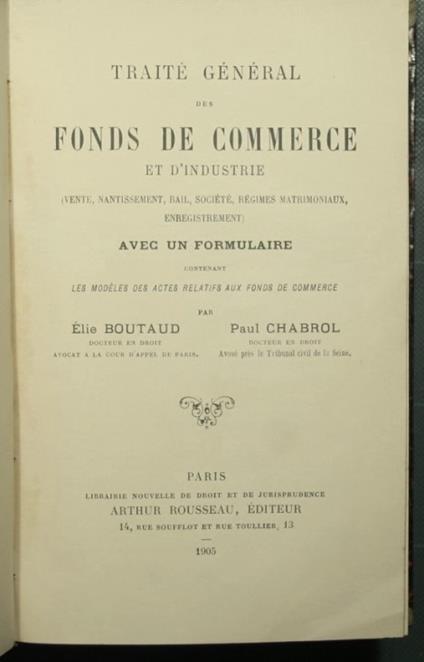 TRAITÉ GÉNÉRAL
DES
FONDS DE COMMERCE
ET D'INDUSTRIE
(VENTE, NANTISSEMENT, BAIL, SOCIÉTÉ, RÉGIMES MATRIMONIAUX,
ENREGISTREMENT)
AVEC UN FORMULAIRE
CONTENANT
LES MODÈLES DES ACTES RELATIFS AUX FONDS DE COMMERCE
PAR
Élie BOUTAUD
DOCTEUR EN DROIT
AVOCAT A LA COUR D'APPEL DE PARIS.
Paul CHABROL
DOCTEUR EN DROIT
Avoué près le Tribunal civil de la Seine.
PARIS
LIBRAIRIE NOUVELLE DE DROIT ET DE JURISPRUDENCE
ARTHUR ROUSSEAU, ÉDITEUR
14, RUE SOUFFLOT ET RUE TOULLIER, 13
—
1905